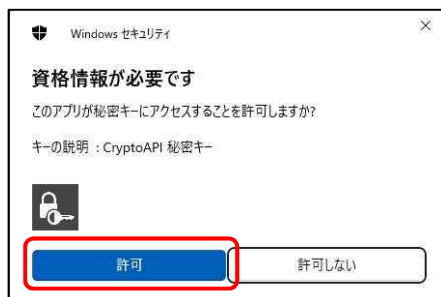 Windows セキュリティ
資格情報が必要です
このアプリが秘密キーにアクセスすることを許可しますか?
キーの説明 : CryptoAPI 秘密キー
許可
許可しない